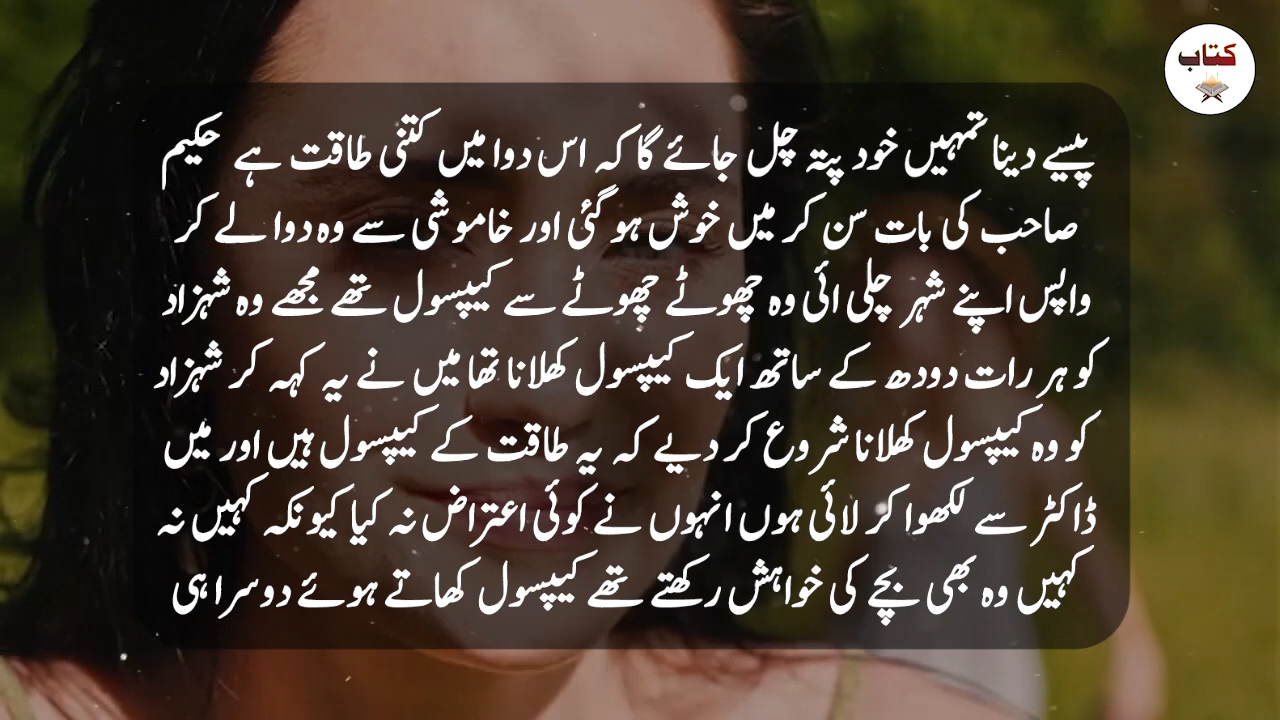 کتاب
پیسے دینا تمہیں خود پتہ چل جائے گا کہ اس دوا میں کتنی طاقت ہے حکیم
صاحب کی بات سن کر میں خوش ہو گئی اور خاموشی سے وہ دوا لے کر
واپس اپنے شہر چلی ائی وہ چھوٹے چھوٹے سے کیپسول تھے مجھے وہ شہزاد
کو ہر رات دودھ کے ساتھ ایک کیپسول کھلانا تھا میں نے یہ کہہ کر شہزاد
کو وہ کیپسول کھلانا شروع کر دیے کہ یہ طاقت کے کیپسول ہیں اور میں
ڈاکٹر سے لکھوا کر لائی ہوں انہوں نے کوئی اعتراض نہ کیا کیونکہ کہیں نہ
کہیں وہ بھی بچے کی خواہش رکھتے تھے کیپسول کھاتے ہوئے دوسرا ہی